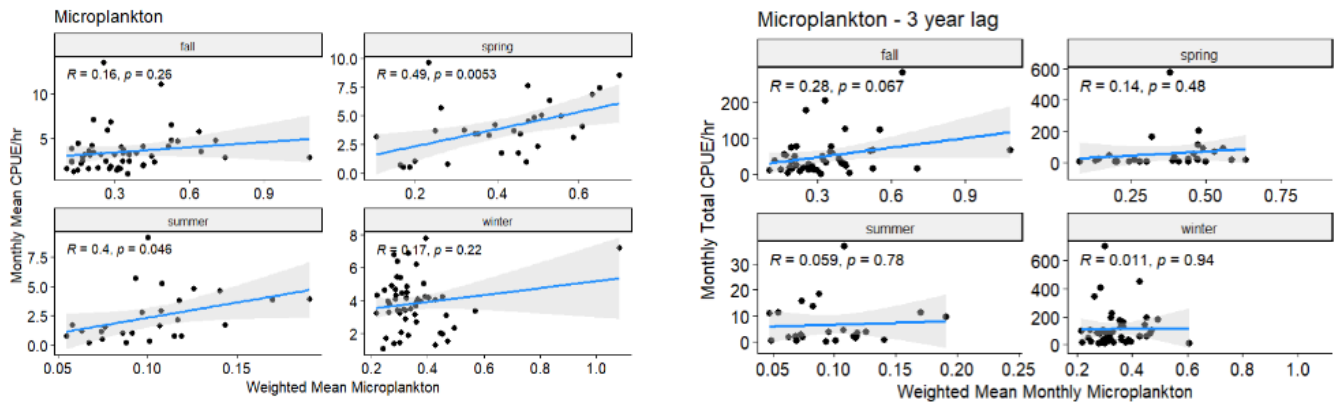 Microplankton
fall
spring
R = 0.16, p = 0.26
R = 0.49, p = 0.0053
10
5
10.0
7.5
5.0
2.5
0.0
0.3 0.6 0.9
0.2 0.4 0.6
summer
winter
R = 0.4, p = 0.046
R = 0.17, p = 0.22
7.5
5.0
2.5
0.0
8
6
4
2
0
0.10 0.15
0.2 0.4 0.6 0.8 1.0
Monthly Mean CPUE/hr
Weighted Mean Microplankton
Microplankton - 3 year lag
fall
spring
R = 0.28, p = 0.067
R = 0.14, p = 0.48
200
100
0
600
400
200
0
0.3 0.6 0.9
0.25 0.50 0.75
summer
winter
R = 0.059, p = 0.78
R = 0.011, p = 0.94
30
20
10
0
600
400
200
0
0.05 0.10 0.15 0.20 0.25
0.2 0.4 0.6 0.8 1.0
Monthly Total CPUE/hr
Weighted Mean Monthly Microplankton